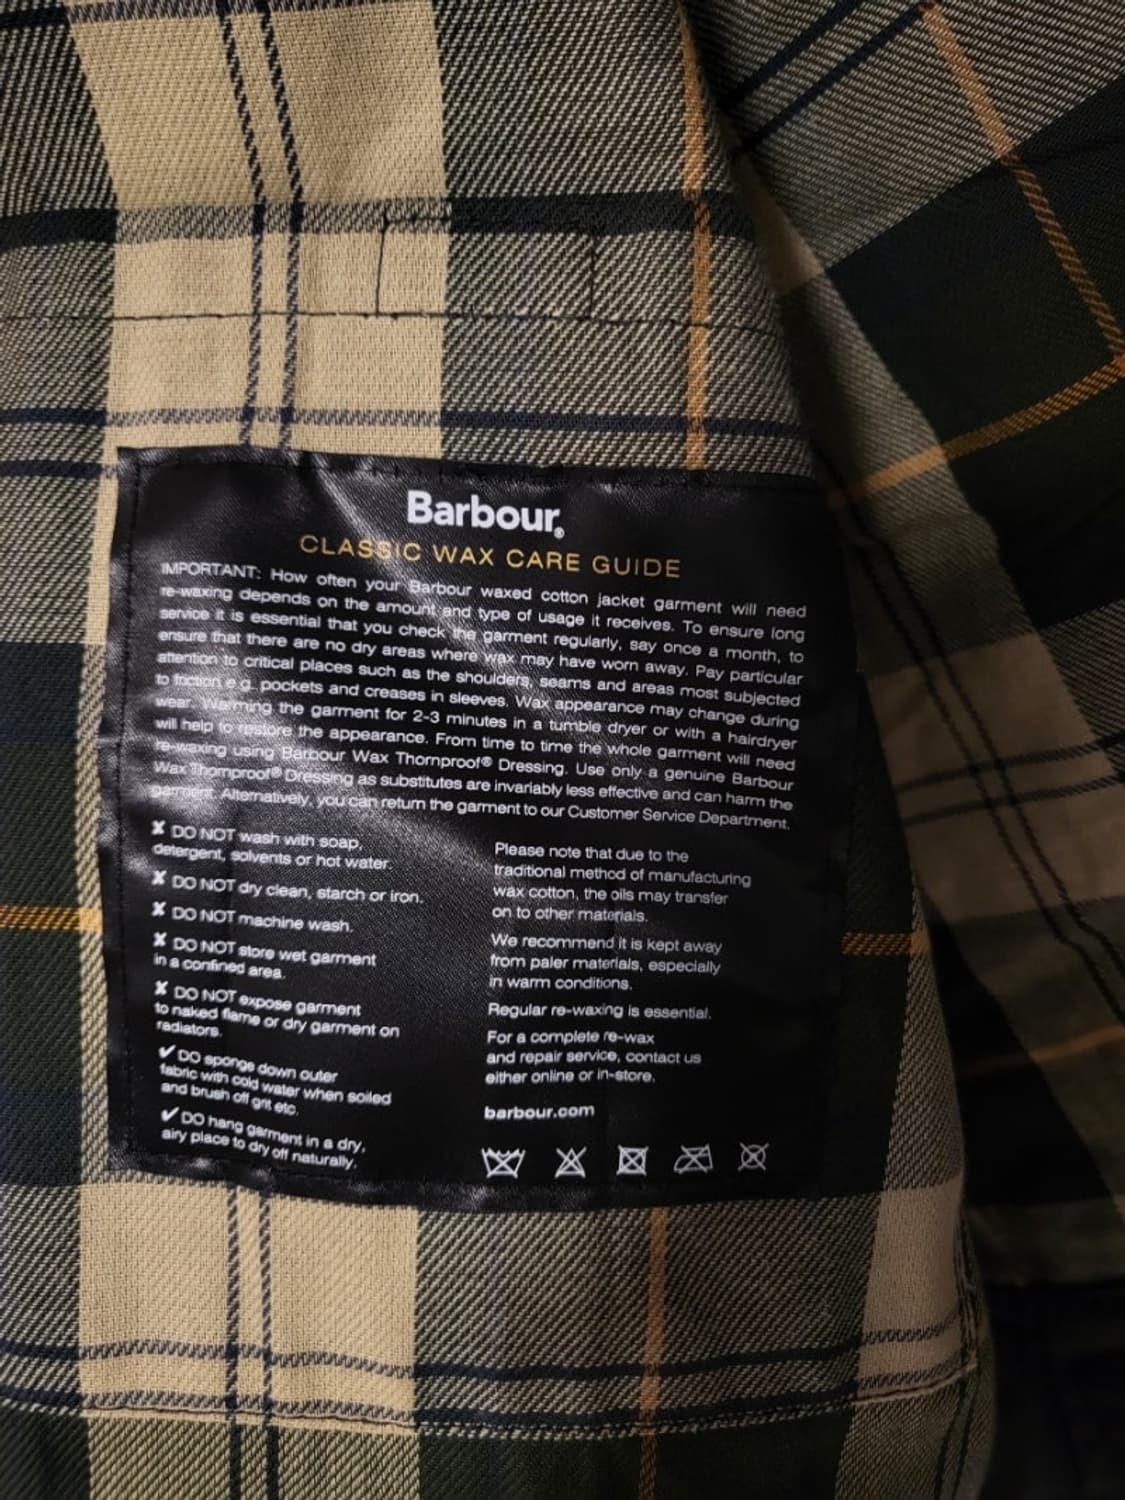 Barbour®
CLASSIC WAX CARE GUIDE
IMPORTANT: How often your Barbour waxed cotton jacket garment will need
re-waxing depends on the amount and type of usage it receives. To ensure long
service it is essential that you check the garment regularly, say once a month, to
ensure that there are no dry areas where wax may have worn away. Pay particular
attention to critical places such as the shoulders, seams and areas most subjected
to friction e.g. pockets and creases in sleeves. Wax appearance may change during
wear. Warming the garment for 2-3 minutes in a tumble dryer or with a hairdryer
will help to restore the appearance. From time to time the whole garment will need
re-waxing using Barbour Wax Thornproof® Dressing. Use only a genuine Barbour
Wax Thornproof® Dressing as substitutes are invariably less effective and can harm the
garment. Alternatively, you can return the garment to our Customer Service Department.
✘ DO NOT wash with soap,
detergent, solvents or hot water.
✘ DO NOT dry clean, starch or iron.
✘ DO NOT machine wash.
✘ DO NOT store wet garment
in a confined area.
✘ DO NOT expose garment
to naked flame or dry garment on
radiators.
✔ DO sponge down outer
fabric with cold water when soiled
and brush off grit etc.
✔ DO hang garment in a dry,
airy place to dry off naturally.
Please note that due to the
traditional method of manufacturing
wax cotton, the oils may transfer
on to other materials.
We recommend it is kept away
from paler materials, especially
in warm conditions.
Regular re-waxing is essential.
For a complete re-wax
and repair service, contact us
either online or in-store.
barbour.com